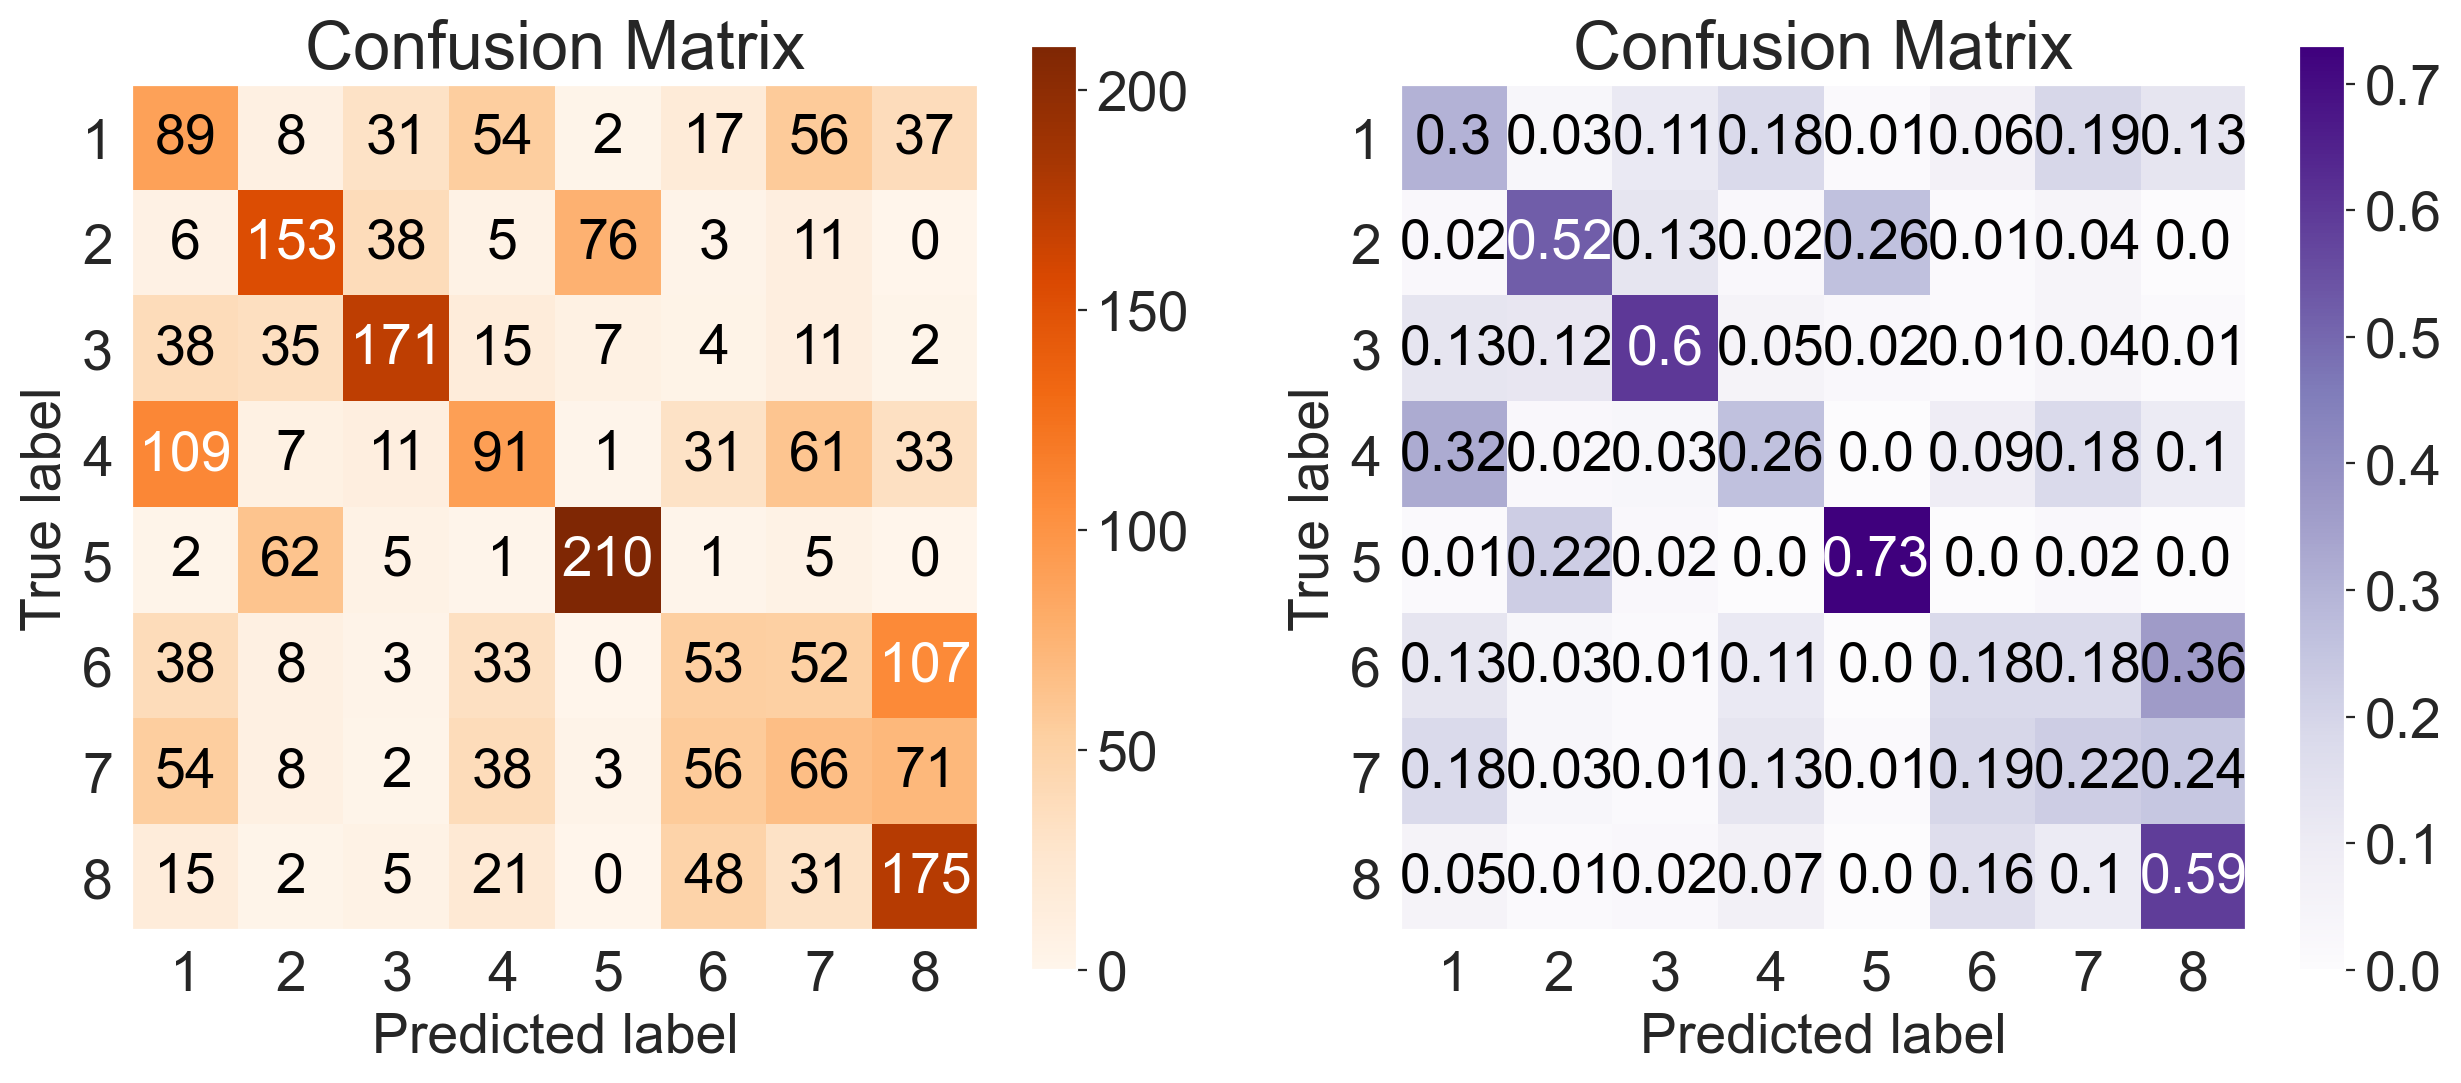 Confusion Matrix
1 89 8 31 54 2 17 56 37
2 6 153 38 5 76 3 11 0
3 38 35 171 15 7 4 11 2
4 109 7 11 91 1 31 61 33
5 2 62 5 1 210 1 5 0
6 38 8 3 33 0 53 52 107
7 54 8 2 38 3 56 66 71
8 15 2 5 21 0 48 31 175
1 2 3 4 5 6 7 8
Predicted label
True label
200
150
100
50
0
Confusion Matrix
1 0.3 0.03 0.11 0.18 0.01 0.06 0.19 0.13
2 0.02 0.52 0.13 0.02 0.26 0.01 0.04 0.0
3 0.13 0.12 0.6 0.05 0.02 0.01 0.04 0.01
4 0.32 0.02 0.03 0.26 0.0 0.09 0.18 0.1
5 0.01 0.22 0.02 0.0 0.73 0.0 0.02 0.0
6 0.13 0.03 0.01 0.11 0.0 0.18 0.18 0.36
7 0.18 0.03 0.01 0.13 0.01 0.19 0.22 0.24
8 0.05 0.01 0.02 0.07 0.0 0.16 0.1 0.59
1 2 3 4 5 6 7 8
Predicted label
True label
0.7
0.6
0.5
0.4
0.3
0.2
0.1
0.0